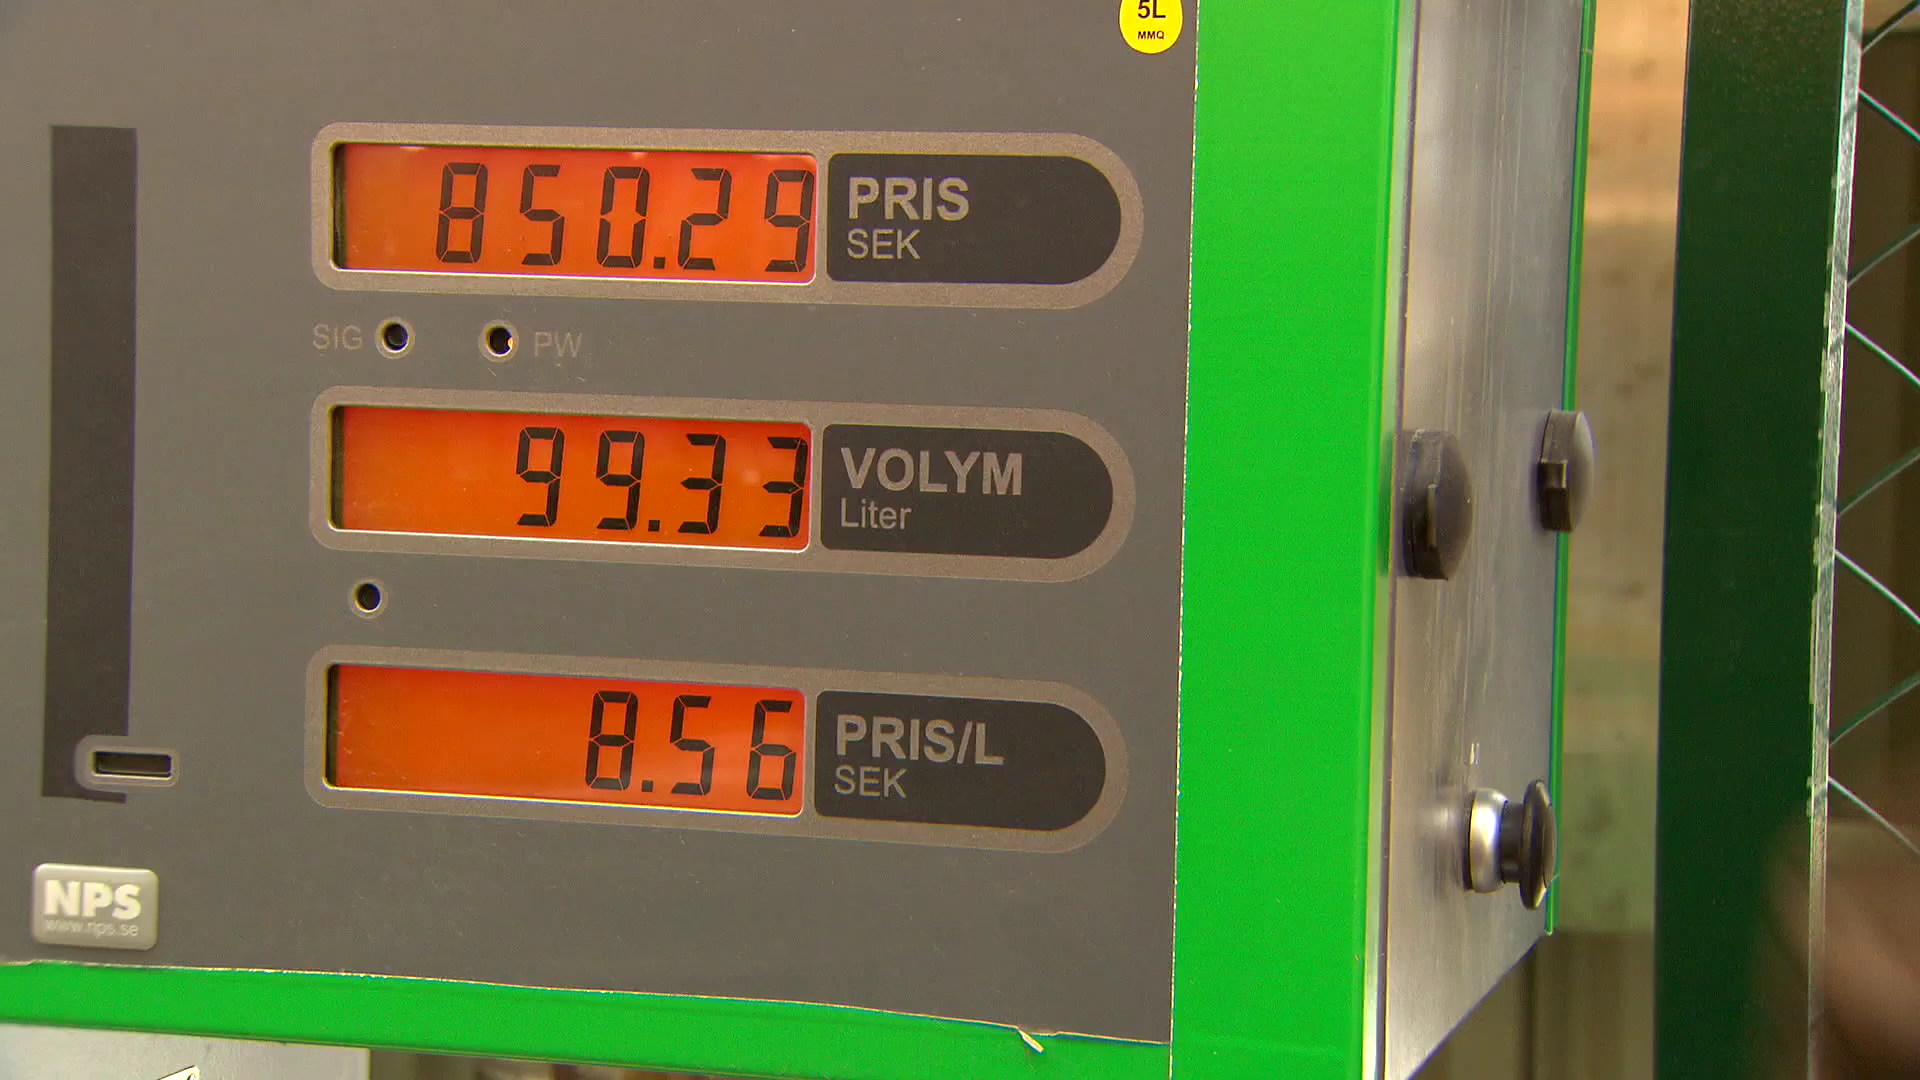 5L
MMQ
850.29
PRIS
SEK
SIG
PW
99.33
VOLYM
Liter
8.56
PRIS/L
SEK
NPS
www.nps.se